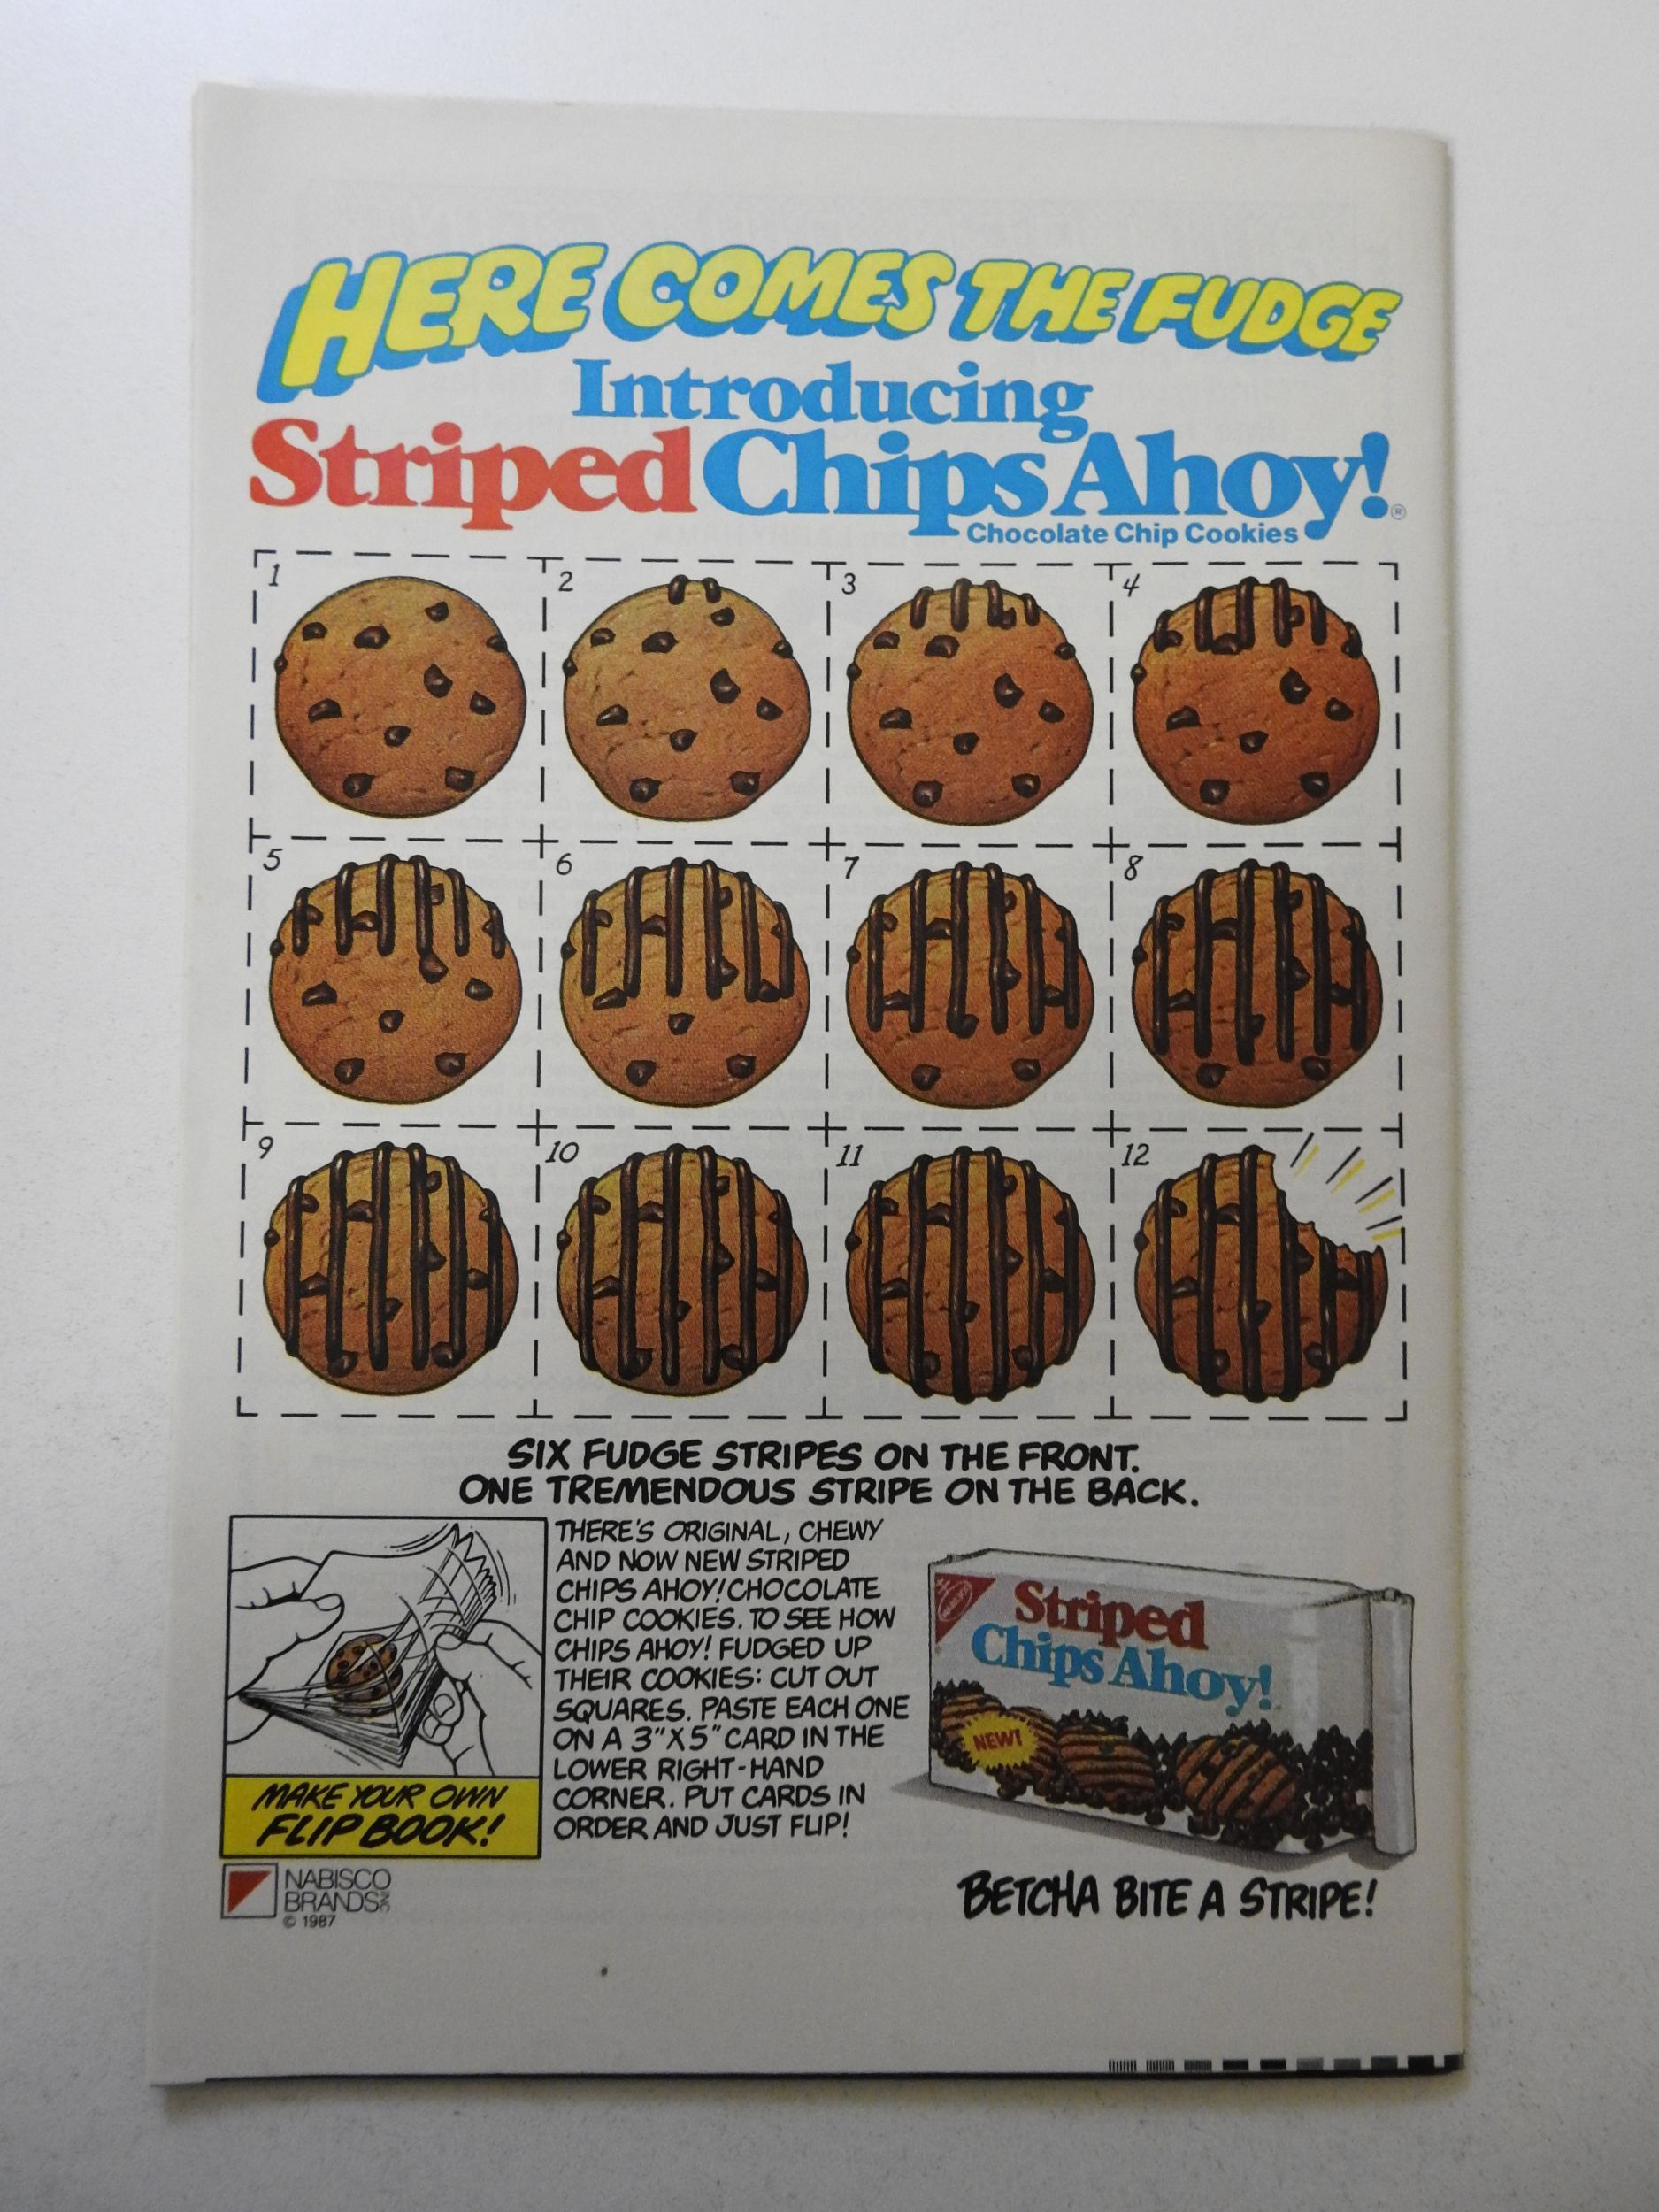 HERE COMES THE FUDGE
Introducing
Striped Chips Ahoy!®
Chocolate Chip Cookies
1
2
3
4
5
6
7
8
9
10
11
12
SIX FUDGE STRIPES ON THE FRONT.
ONE TREMENDOUS STRIPE ON THE BACK.
THERE'S ORIGINAL, CHEWY
AND NOW NEW STRIPED
CHIPS AHOY! CHOCOLATE
CHIP COOKIES. TO SEE HOW
CHIPS AHOY! FUDGED UP
THEIR COOKIES: CUT OUT
SQUARES. PASTE EACH ONE
ON A 3"X5" CARD IN THE
LOWER RIGHT-HAND
CORNER. PUT CARDS IN
ORDER AND JUST FLIP!
MAKE YOUR OWN
FLIP BOOK!
NABISCO
Striped
Chips Ahoy!
NEW!
NABISCO
BRANDS INC
© 1987
BETCHA BITE A STRIPE!